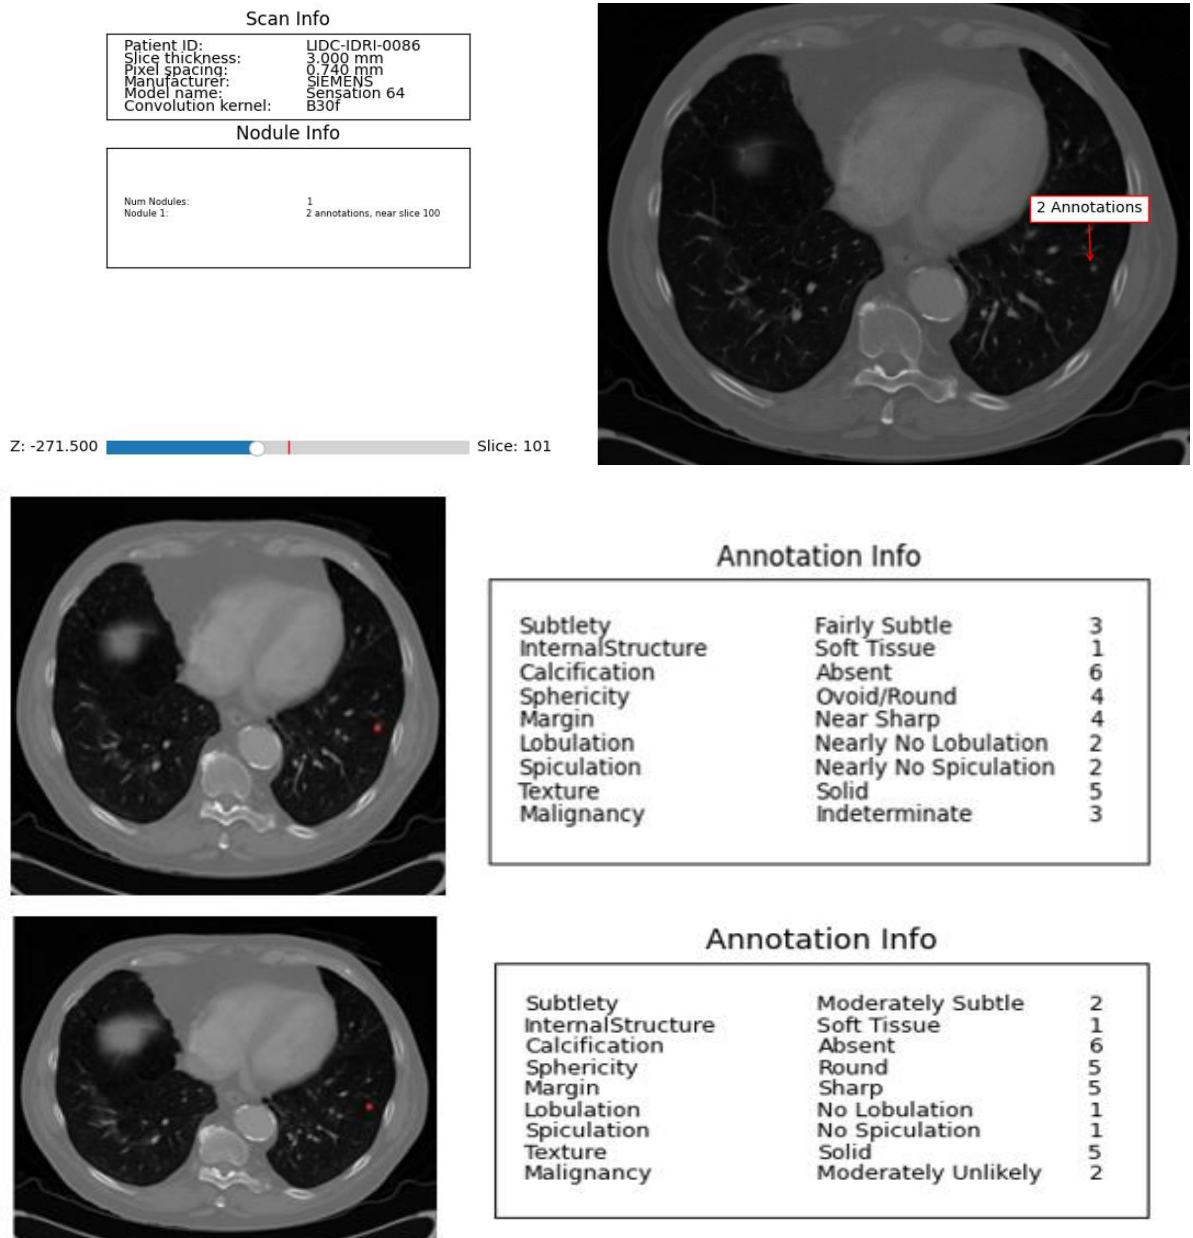 Scan Info
Patient ID: LIDC-IDRI-0086
Slice thickness: 3.000 mm
Pixel spacing: 0.740 mm
Manufacturer: SIEMENS
Model name: Sensation 64
Convolution kernel: B30f
Nodule Info
Num Nodules: 1
Nodule 1: 2 annotations, near slice 100
Z: -271.500
Slice: 101
2 Annotations
Annotation Info
Subtlety Fairly Subtle 3
InternalStructure Soft Tissue 1
Calcification Absent 6
Sphericity Ovoid/Round 4
Margin Near Sharp 4
Lobulation Nearly No Lobulation 2
Spiculation Nearly No Spiculation 2
Texture Solid 5
Malignancy Indeterminate 3
Annotation Info
Subtlety Moderately Subtle 2
InternalStructure Soft Tissue 1
Calcification Absent 6
Sphericity Round 5
Margin Sharp 5
Lobulation No Lobulation 1
Spiculation No Spiculation 1
Texture Solid 5
Malignancy Moderately Unlikely 2